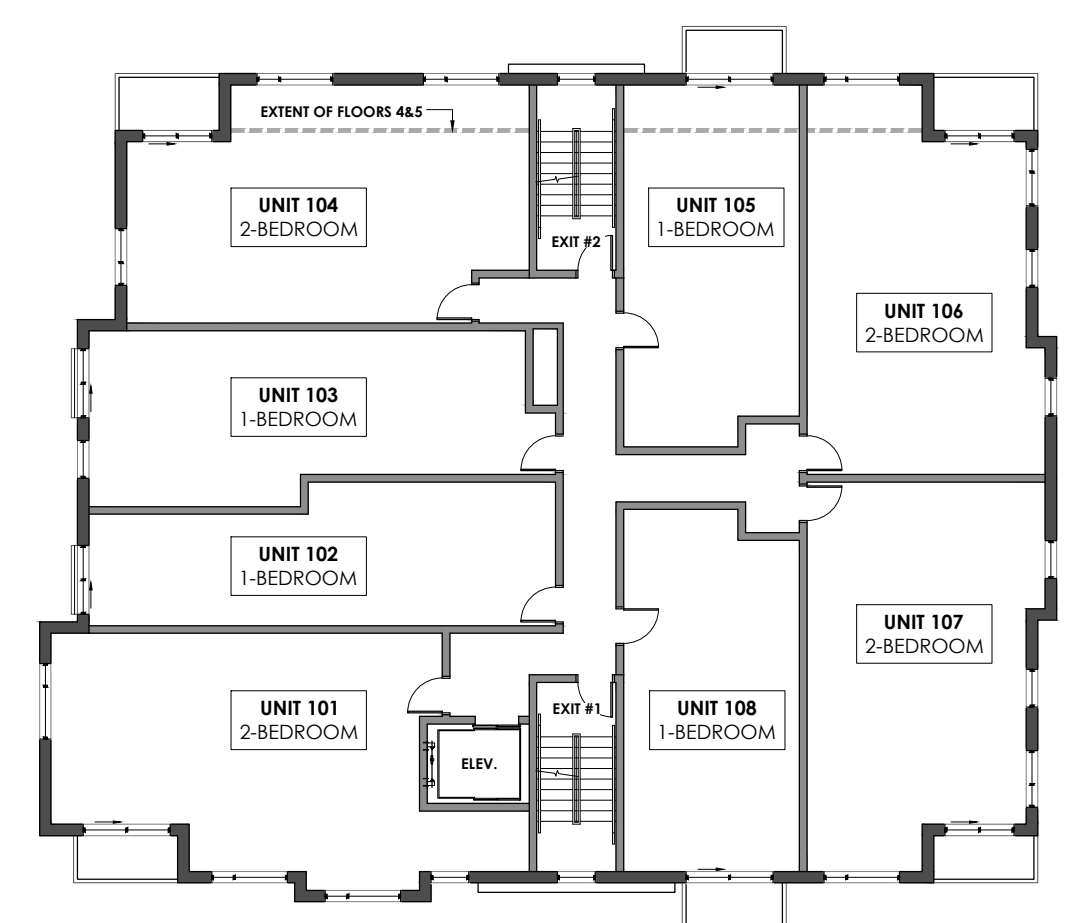 EXTENT OF FLOORS 4&5
UNIT 104
2-BEDROOM
EXIT #2
UNIT 105
1-BEDROOM
UNIT 106
2-BEDROOM
UNIT 103
1-BEDROOM
UNIT 102
1-BEDROOM
UNIT 107
2-BEDROOM
UNIT 101
2-BEDROOM
EXIT #1
UNIT 108
1-BEDROOM
ELEV.